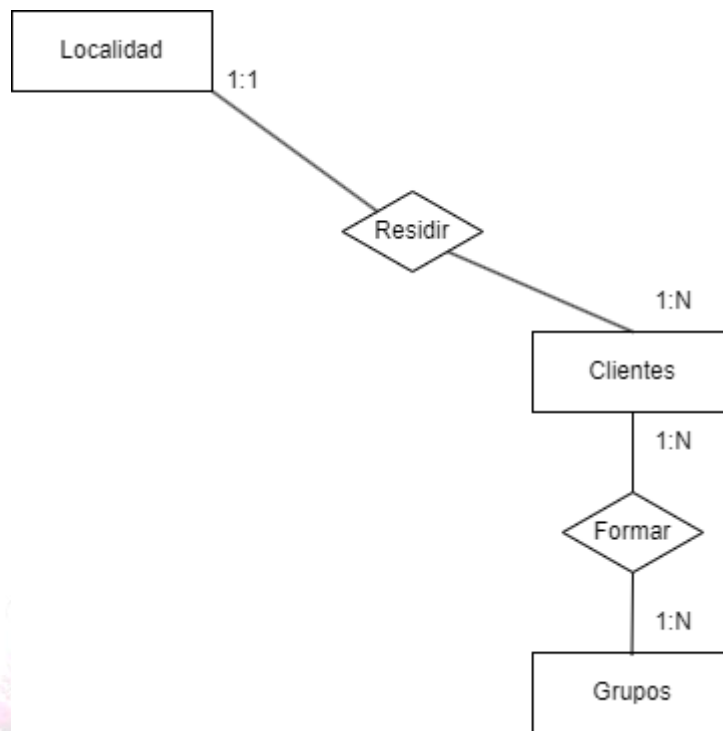 Localidad
1:1
Residir
1:N
Clientes
1:N
Formar
1:N
Grupos